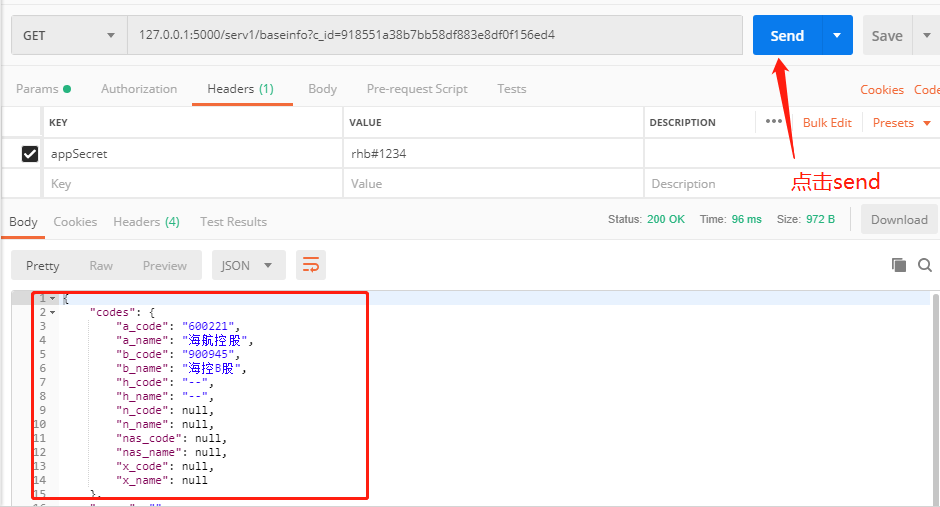 GET 127.0.0.1:5000/serv1/baseinfo?c_id=918551a38b7bb58df883e8df0f156ed4 Send Save
Params Authorization Headers (1) Body Pre-request Script Tests Cookies Code
KEY VALUE DESCRIPTION ••• Bulk Edit Presets
appSecret rhb#1234
Key Value Description
点击send
Body Cookies Headers (4) Test Results Status: 200 OK Time: 96 ms Size: 972 B Download
Pretty Raw Preview JSON
1 {
2 "codes": {
3 "a_code": "600221",
4 "a_name": "海航控股",
5 "b_code": "900945",
6 "b_name": "海控B股",
7 "h_code": "--",
8 "h_name": "--",
9 "n_code": null,
10 "n_name": null,
11 "nas_code": null,
12 "nas_name": null,
13 "x_code": null,
14 "x_name": null
15 },